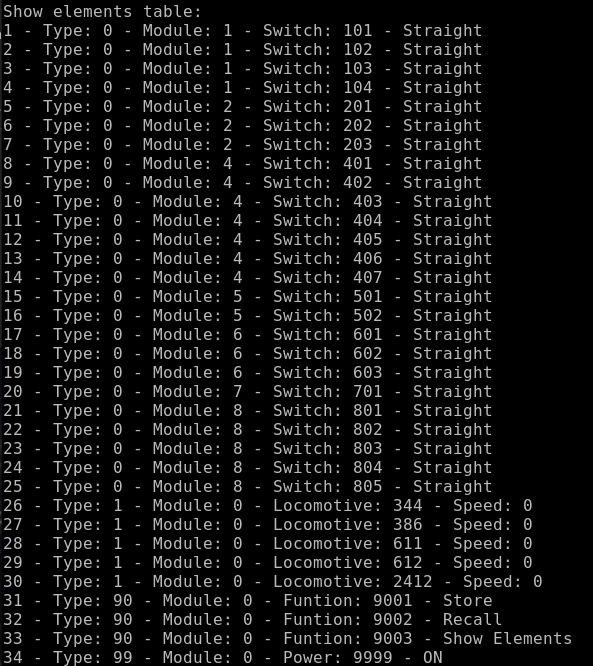 Show elements table:
1 - Type: 0 - Module: 1 - Switch: 101 - Straight
2 - Type: 0 - Module: 1 - Switch: 102 - Straight
3 - Type: 0 - Module: 1 - Switch: 103 - Straight
4 - Type: 0 - Module: 1 - Switch: 104 - Straight
5 - Type: 0 - Module: 2 - Switch: 201 - Straight
6 - Type: 0 - Module: 2 - Switch: 202 - Straight
7 - Type: 0 - Module: 2 - Switch: 203 - Straight
8 - Type: 0 - Module: 4 - Switch: 401 - Straight
9 - Type: 0 - Module: 4 - Switch: 402 - Straight
10 - Type: 0 - Module: 4 - Switch: 403 - Straight
11 - Type: 0 - Module: 4 - Switch: 404 - Straight
12 - Type: 0 - Module: 4 - Switch: 405 - Straight
13 - Type: 0 - Module: 4 - Switch: 406 - Straight
14 - Type: 0 - Module: 4 - Switch: 407 - Straight
15 - Type: 0 - Module: 5 - Switch: 501 - Straight
16 - Type: 0 - Module: 5 - Switch: 502 - Straight
17 - Type: 0 - Module: 6 - Switch: 601 - Straight
18 - Type: 0 - Module: 6 - Switch: 602 - Straight
19 - Type: 0 - Module: 6 - Switch: 603 - Straight
20 - Type: 0 - Module: 7 - Switch: 701 - Straight
21 - Type: 0 - Module: 8 - Switch: 801 - Straight
22 - Type: 0 - Module: 8 - Switch: 802 - Straight
23 - Type: 0 - Module: 8 - Switch: 803 - Straight
24 - Type: 0 - Module: 8 - Switch: 804 - Straight
25 - Type: 0 - Module: 8 - Switch: 805 - Straight
26 - Type: 1 - Module: 0 - Locomotive: 344 - Speed: 0
27 - Type: 1 - Module: 0 - Locomotive: 386 - Speed: 0
28 - Type: 1 - Module: 0 - Locomotive: 611 - Speed: 0
29 - Type: 1 - Module: 0 - Locomotive: 612 - Speed: 0
30 - Type: 1 - Module: 0 - Locomotive: 2412 - Speed: 0
31 - Type: 90 - Module: 0 - Funtion: 9001 - Store
32 - Type: 90 - Module: 0 - Funtion: 9002 - Recall
33 - Type: 90 - Module: 0 - Funtion: 9003 - Show Elements
34 - Type: 99 - Module: 0 - Power: 9999 - ON